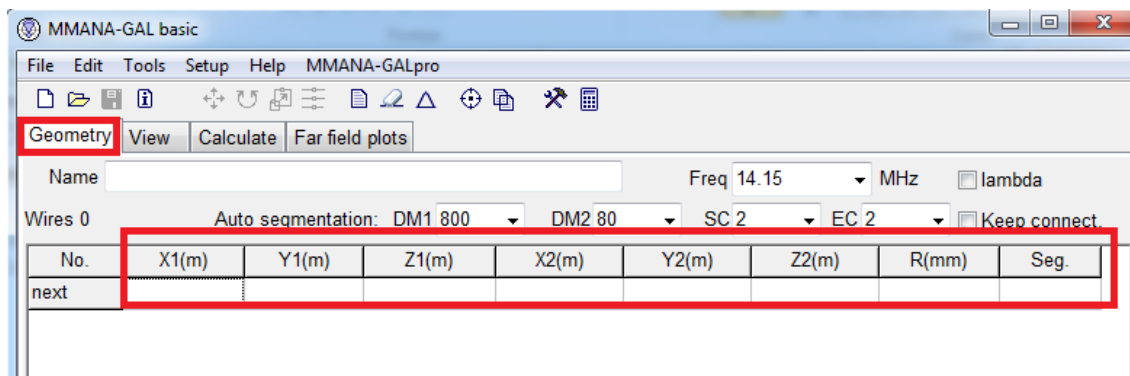 MMANA-GAL basic
File Edit Tools Setup Help MMANA-GALpro
Geometry View Calculate Far field plots
Name Freq 14.15 MHz lambda
Wires 0 Auto segmentation: DM1 800 DM2 80 SC 2 EC 2 Keep connect.
No. X1(m) Y1(m) Z1(m) X2(m) Y2(m) Z2(m) R(mm) Seg.
next